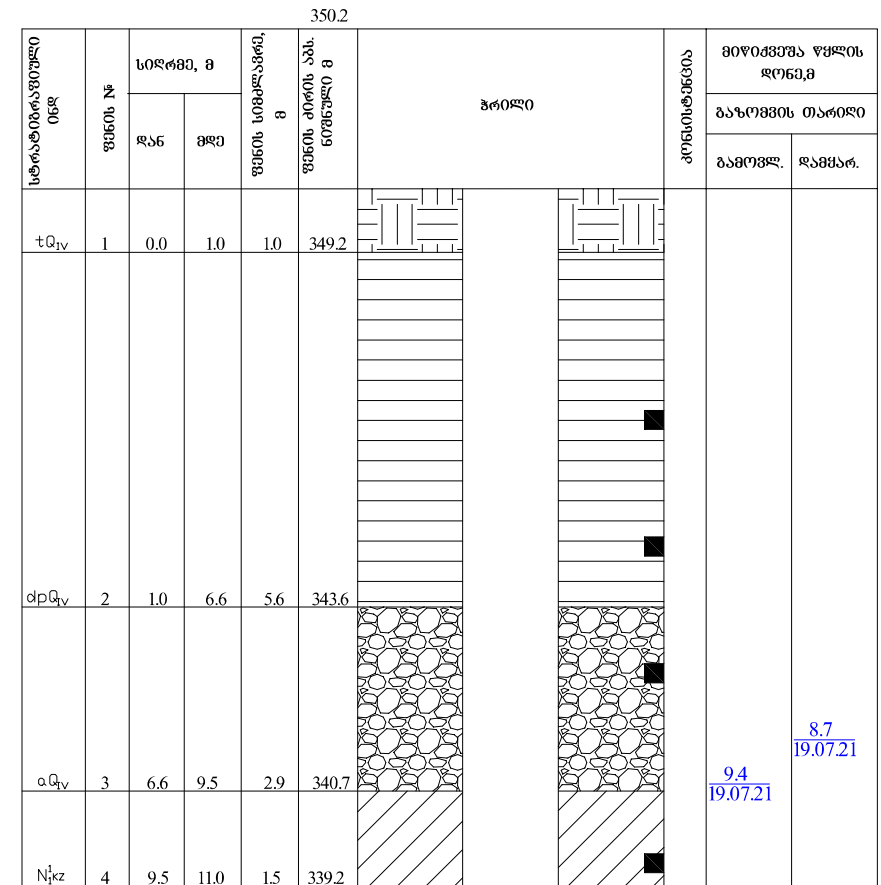 350.2
სტრატიგრაფიული
ინდ
ფენის №
სიღრმე, მ
დან
მდე
ფენის სიმძლავრე,
მ
ფენის ძირის აბს.
ნიშნული მ
ჭრილი
კონსისტენცია
მიწიქვეშა წყლის
დონე,მ
გაზომვის თარიღი
გამოვლ.
დამყარ.
tQIV 1 0.0 1.0 1.0 349.2
dpQIV 2 1.0 6.6 5.6 343.6
8.7
19.07.21
aQIV 3 6.6 9.5 2.9 340.7
9.4
19.07.21
N₁¹kz 4 9.5 11.0 1.5 339.2